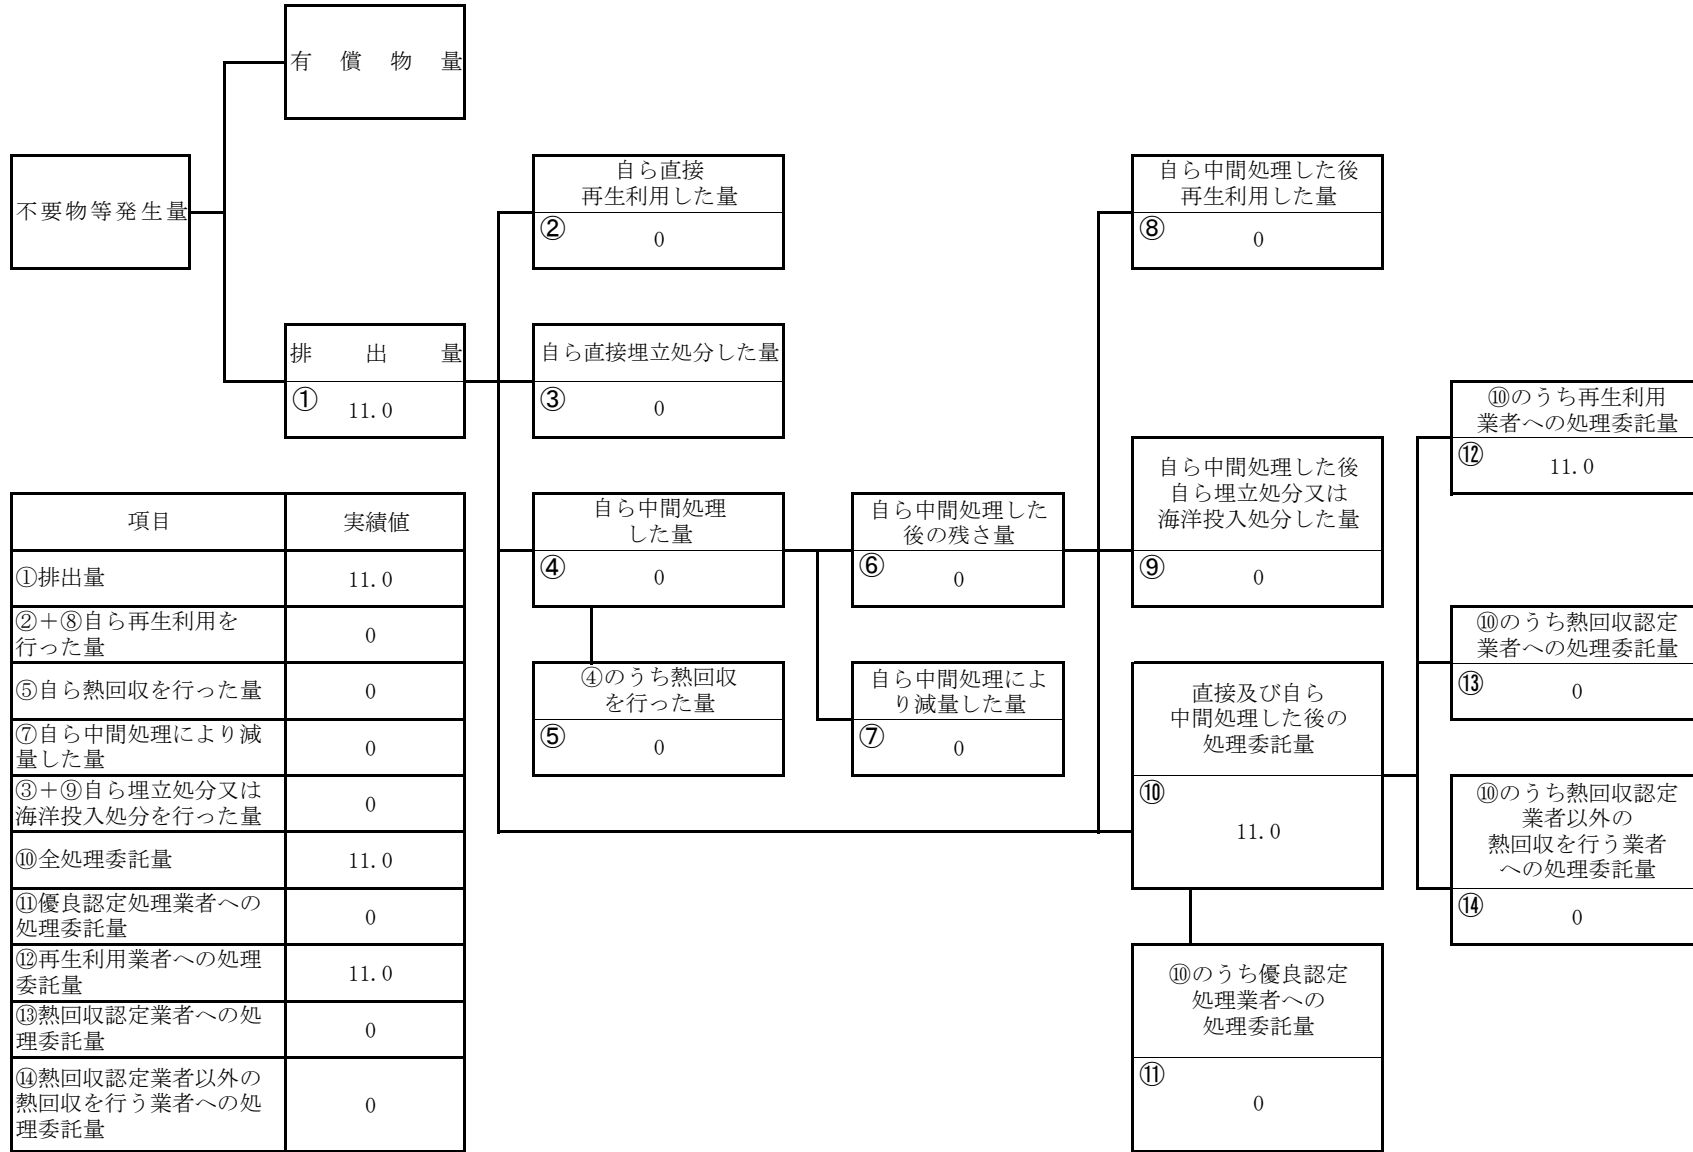 有償物量
不要物等発生量
排出量
①
11.0
自ら直接
再生利用した量
②
0
自ら直接埋立処分した量
③
0
自ら中間処理
した量
④
0
④のうち熱回収
を行った量
⑤
0
自ら中間処理した
後の残さ量
⑥
0
自ら中間処理によ
り減量した量
⑦
0
自ら中間処理した後
再生利用した量
⑧
0
自ら中間処理した後
自ら埋立処分又は
海洋投入処分した量
⑨
0
直接及び自ら
中間処理した後の
処理委託量
⑩
11.0
⑩のうち優良認定
処理業者への
処理委託量
⑪
0
⑩のうち再生利用
業者への処理委託量
⑫
11.0
⑩のうち熱回収認定
業者への処理委託量
⑬
0
⑩のうち熱回収認定
業者以外の
熱回収を行う業者
への処理委託量
⑭
0
項目 実績値
①排出量 11.0
②＋⑧自ら再生利用を
行った量
0
⑤自ら熱回収を行った量 0
⑦自ら中間処理により減
量した量
0
③＋⑨自ら埋立処分又は
海洋投入処分を行った量
0
⑩全処理委託量 11.0
⑪優良認定処理業者への
処理委託量
0
⑫再生利用業者への処理
委託量
11.0
⑬熱回収認定業者への処
理委託量
0
⑭熱回収認定業者以外の
熱回収を行う業者への処
理委託量
0